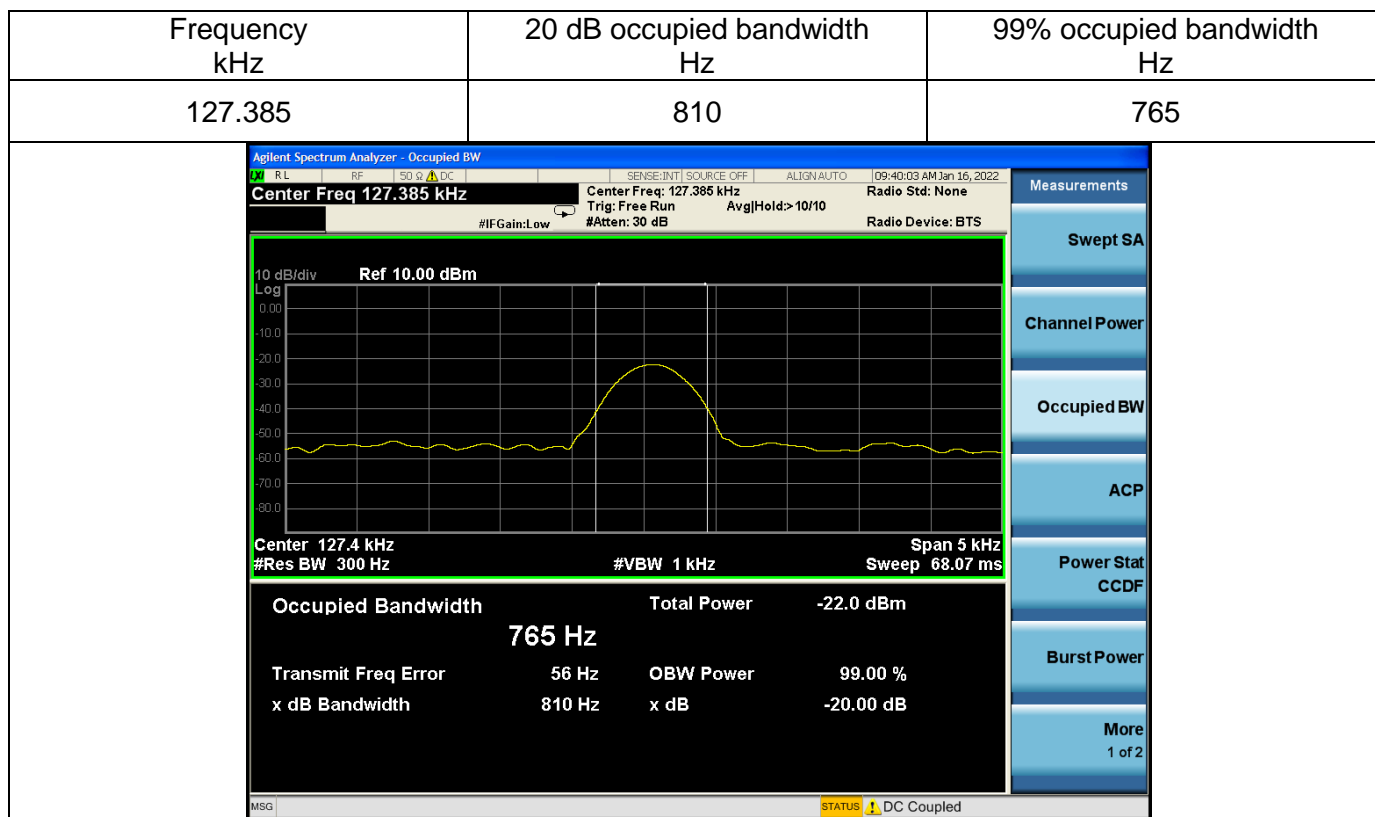 Frequency
kHz
20 dB occupied bandwidth
Hz
99% occupied bandwidth
Hz
127.385
810
765
Agilent Spectrum Analyzer - Occupied BW
LXI RL RF 50 Ω DC SENSE:INT SOURCE OFF ALIGN AUTO 09:40:03 AM Jan 16, 2022
Center Freq 127.385 kHz
Center Freq: 127.385 kHz
Radio Std: None
Trig: Free Run Avg|Hold:>10/10
#IFGain:Low
#Atten: 30 dB
Radio Device: BTS
10 dB/div Ref 10.00 dBm
Log
0.00
-10.0
-20.0
-30.0
-40.0
-50.0
-60.0
-70.0
-80.0
Center 127.4 kHz Span 5 kHz
#Res BW 300 Hz #VBW 1 kHz Sweep 68.07 ms
Occupied Bandwidth Total Power -22.0 dBm
765 Hz
Transmit Freq Error 56 Hz OBW Power 99.00 %
x dB Bandwidth 810 Hz x dB -20.00 dB
MSG STATUS DC Coupled
Measurements
Swept SA
Channel Power
Occupied BW
ACP
Power Stat
CCDF
Burst Power
More
1 of 2